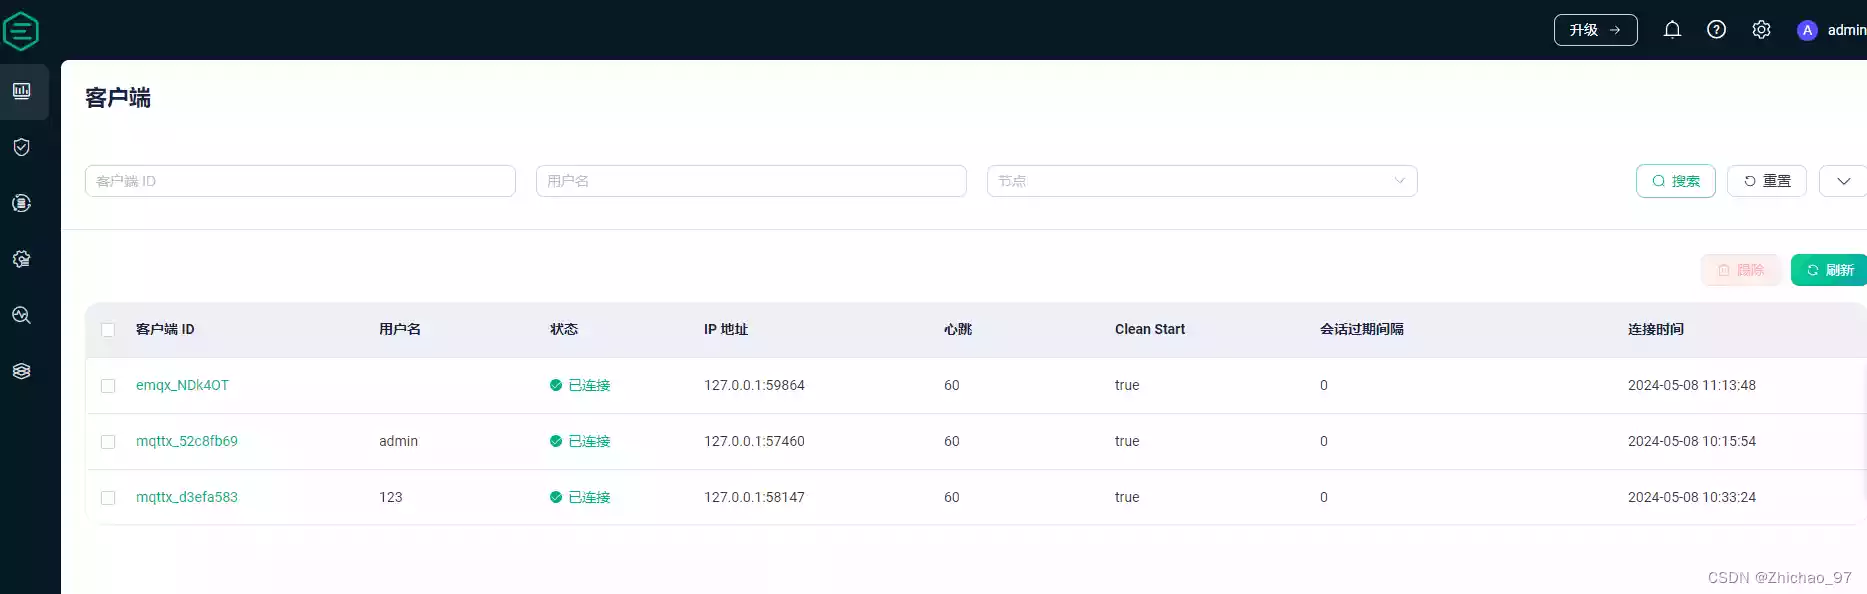 升级 →
A admin
客户端
客户端 ID 用户名 节点 搜索 重置
踢除 刷新
客户端 ID 用户名 状态 IP 地址 心跳 Clean Start 会话过期间隔 连接时间
emqx_NDk4OT 已连接 127.0.0.1:59864 60 true 0 2024-05-08 11:13:48
mqttx_52c8fb69 admin 已连接 127.0.0.1:57460 60 true 0 2024-05-08 10:15:54
mqttx_d3efa583 123 已连接 127.0.0.1:58147 60 true 0 2024-05-08 10:33:24
CSDN @Zhichao_97